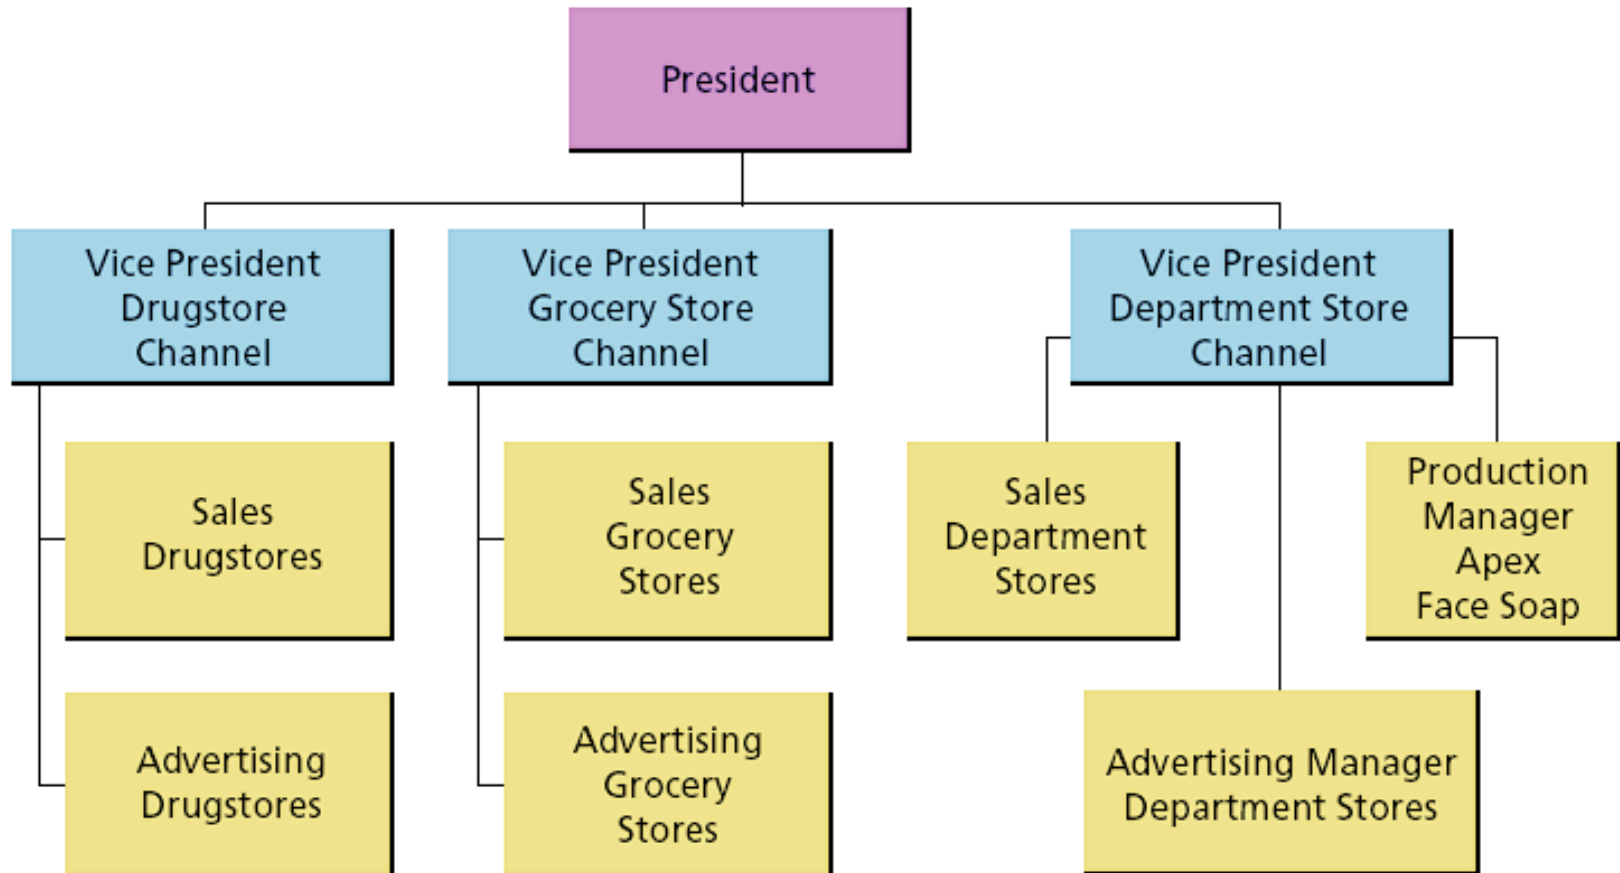 President
Vice President
Drugstore
Channel
Vice President
Grocery Store
Channel
Vice President
Department Store
Channel
Sales
Drugstores
Sales
Grocery
Stores
Sales
Department
Stores
Production
Manager
Apex
Face Soap
Advertising
Drugstores
Advertising
Grocery
Stores
Advertising Manager
Department Stores